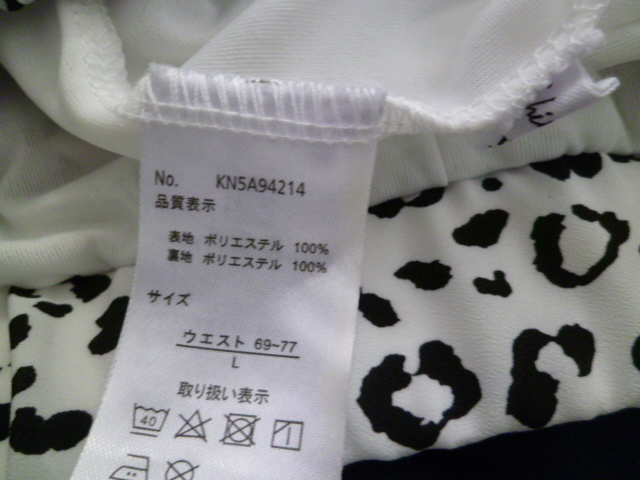 No. KN5A94214
品質表示
表地 ポリエステル 100%
裏地 ポリエステル 100%
サイズ
ウエスト 69~77
L
取り扱い表示
40